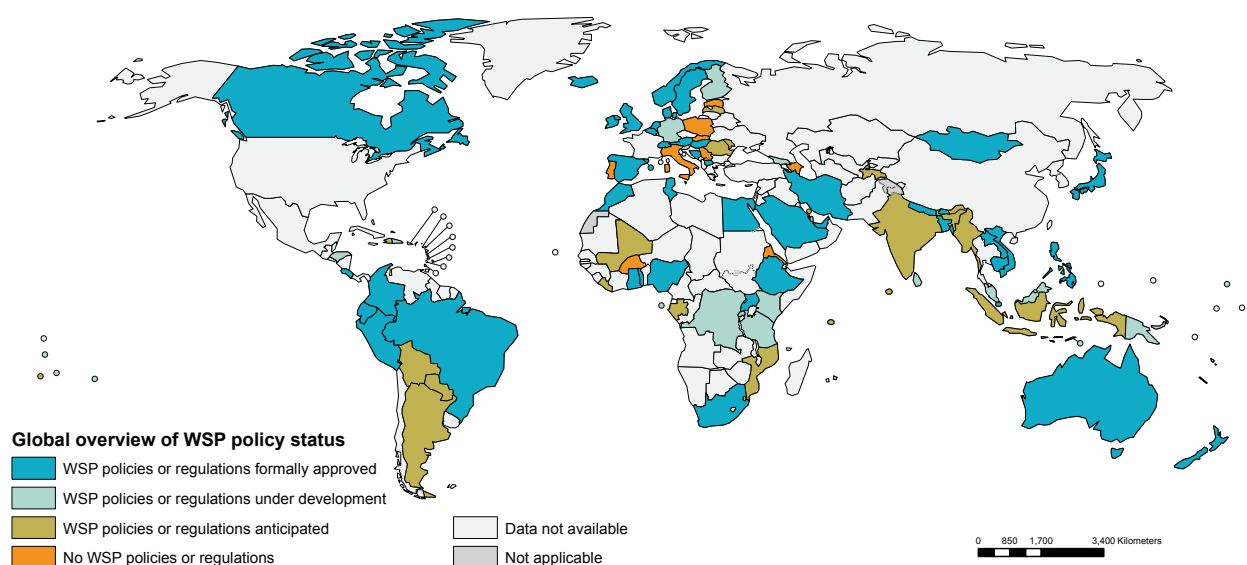 Global overview of WSP policy status
WSP policies or regulations formally approved
WSP policies or regulations under development
WSP policies or regulations anticipated
No WSP policies or regulations
Data not available
Not applicable
0 850 1,700 3,400 Kilometers